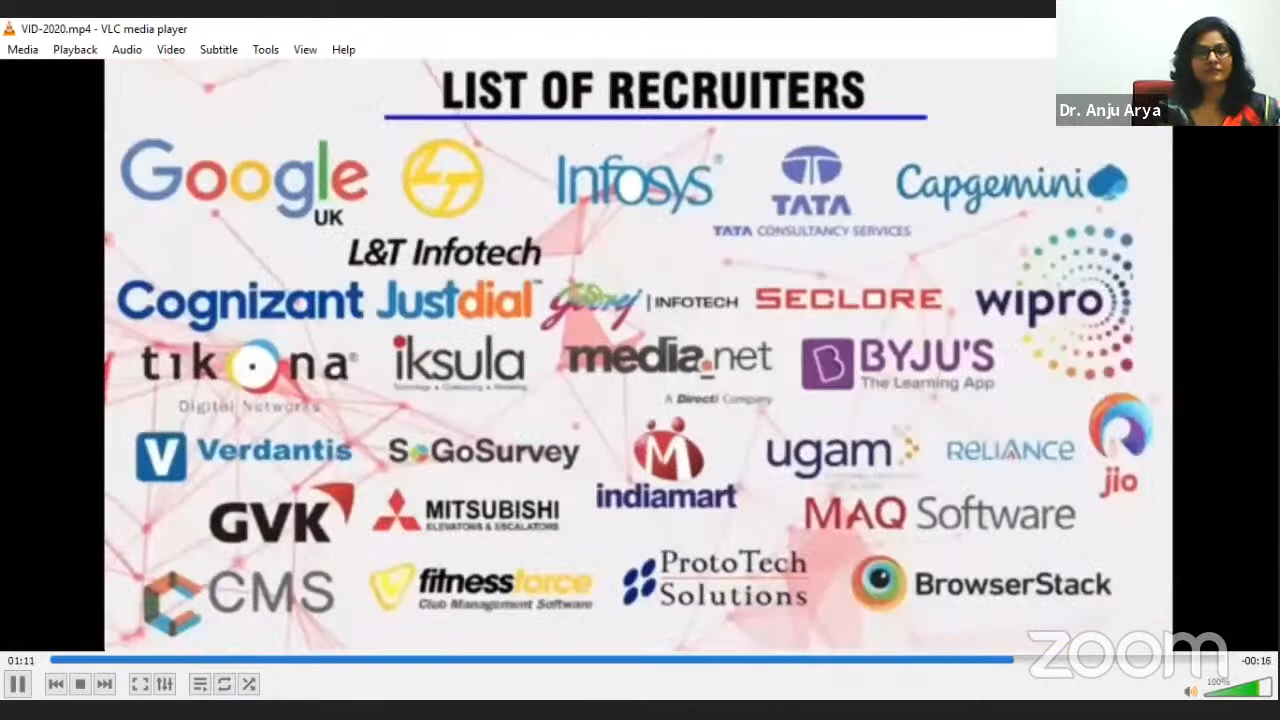 VID-2020.mp4 - VLC media player
Media Playback Audio Video Subtitle Tools View Help
Dr. Anju Arya
LIST OF RECRUITERS
Google
UK
LT
L&T Infotech
Infosys
TATA
TATA CONSULTANCY SERVICES
Capgemini
Cognizant
Justdial™
Godrej | INFOTECH
SECLORE
wipro
tikona
Digital Networks
iksula
media.net
A Directi Company
BYJU'S
The Learning App
Verdantis
SoGoSurvey
indiamart
ugam
RELIANCE
jio
GVK
MITSUBISHI
ELEVATORS & ESCALATORS
MAQ Software
CMS
fitnessforce
Club Management Software
ProtoTech
Solutions
BrowserStack
zoom
01:11
-00:16
100%